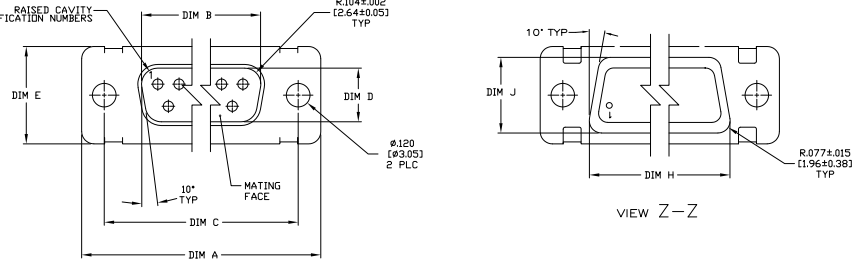 RAISED CAVITY
FICATION NUMBERS
DIM B
R.104±.002
[2.64±0.05]
TYP
1
DIM E
DIM D
Ø.120
[Ø3.05]
2 PLC
10° TYP
MATING
FACE
DIM C
DIM A
10° TYP
DIM J
1
R.077±.015
[1.96±0.38]
TYP
DIM H
VIEW Z-Z